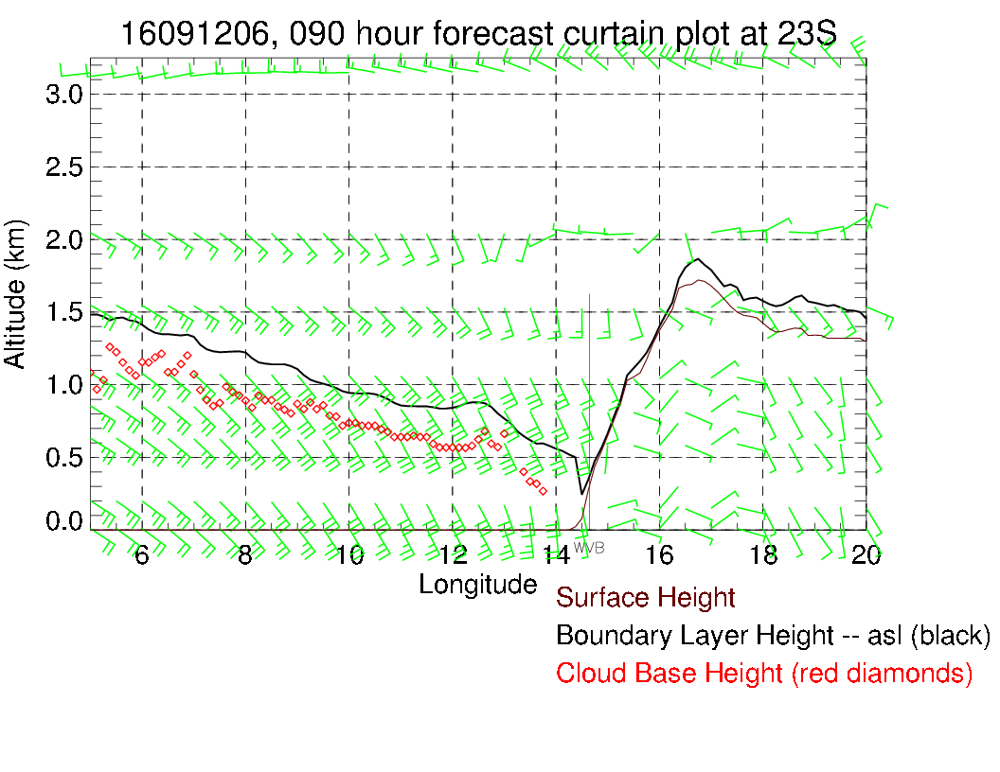 16091206, 090 hour forecast curtain plot at 23S
3.0
2.5
2.0
1.5
1.0
0.5
0.0
Altitude (km)
6 8 10 12 14 16 18 20
WVB
Longitude
Surface Height
Boundary Layer Height -- asl (black)
Cloud Base Height (red diamonds)